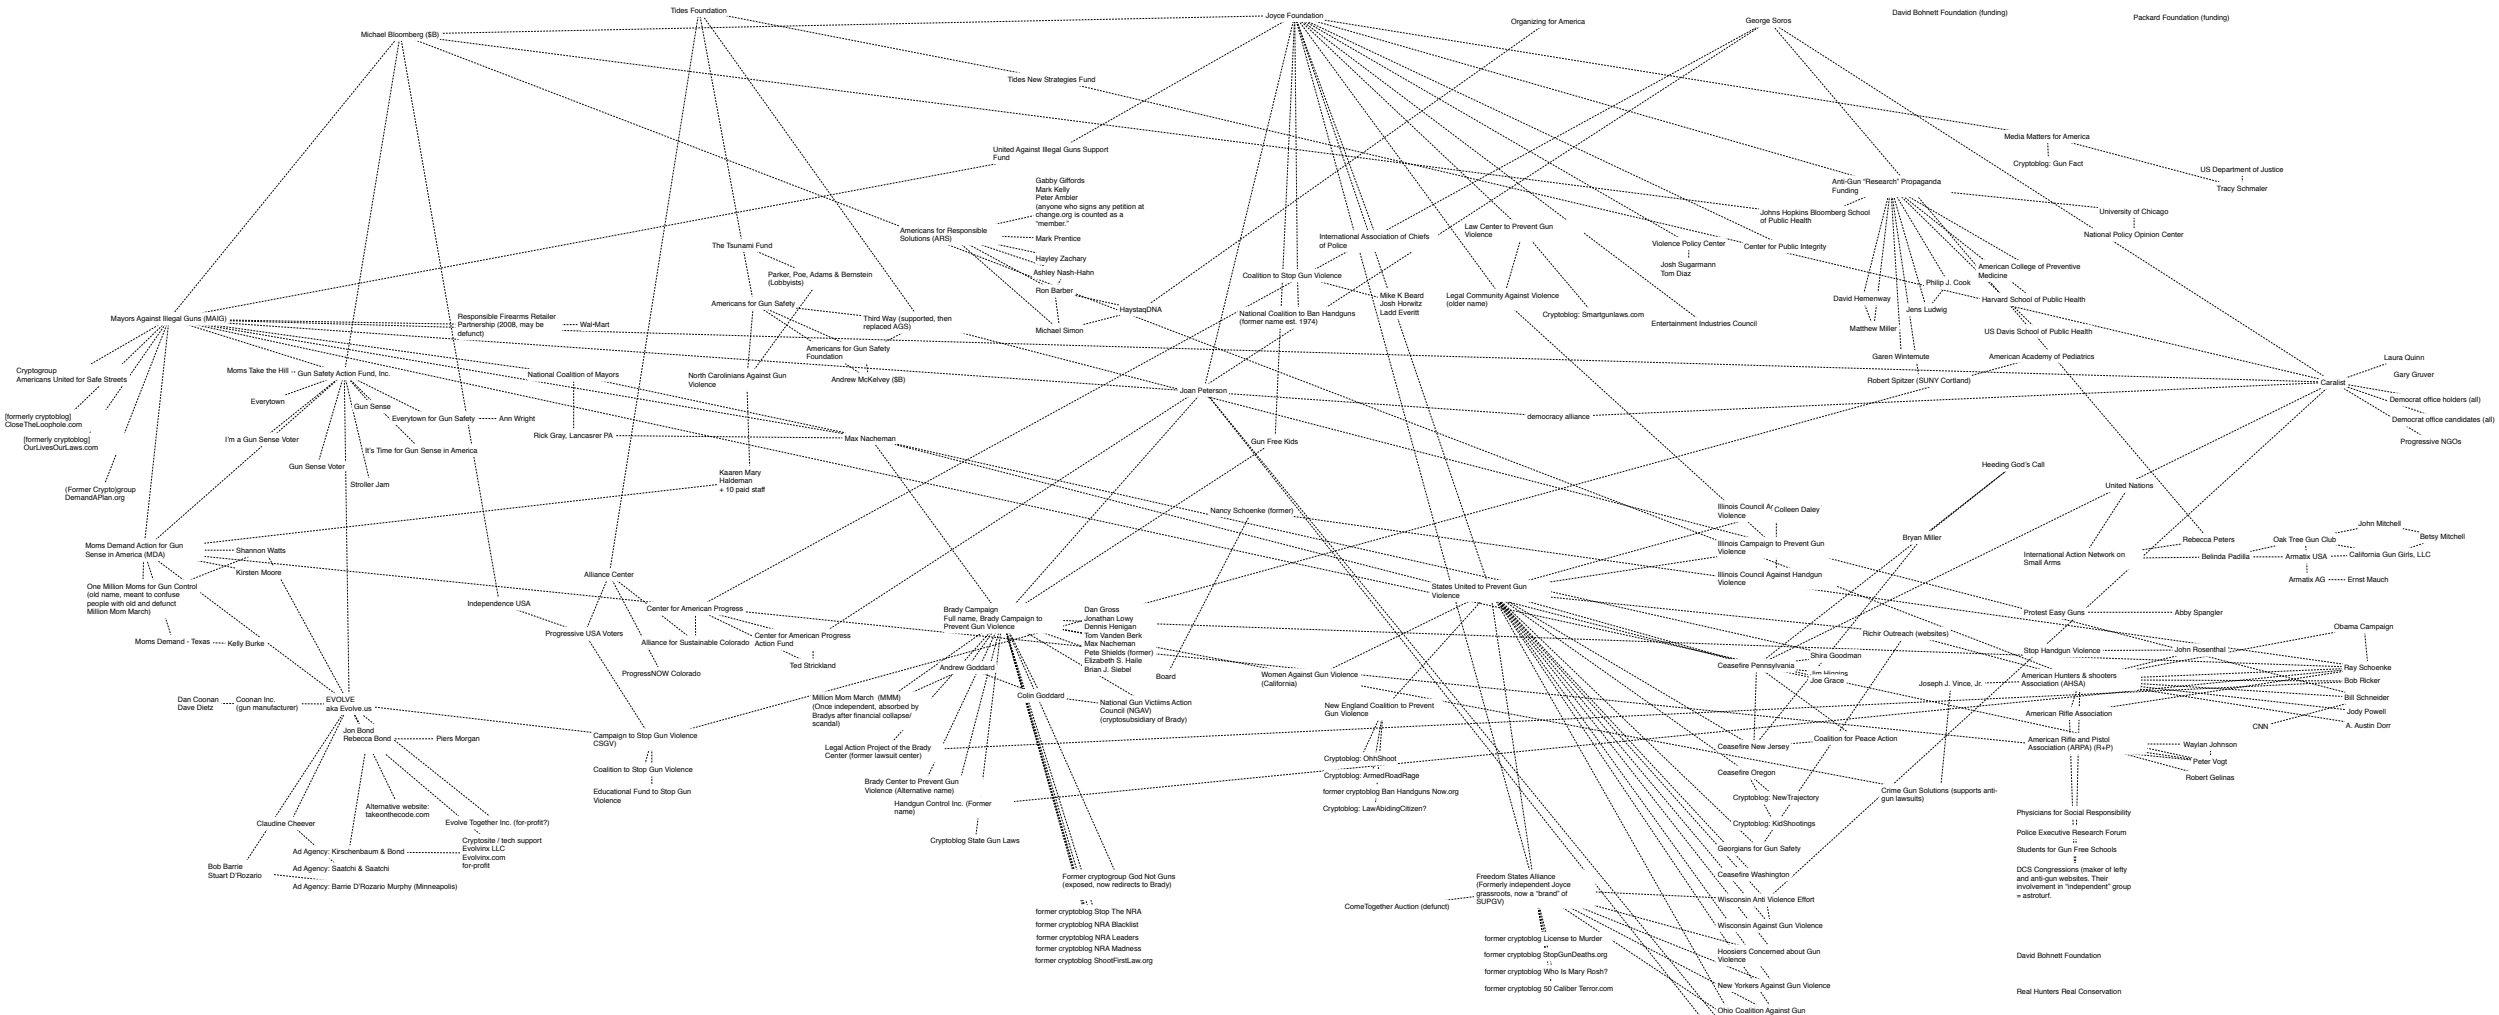 Tides Foundation
Joyce Foundation
David Bohnett Foundation (funding)
Packard Foundation (funding)
Organizing for America
George Soros
Michael Bloomberg ($B)
Tides New Strategies Fund
Media Matters for America
United Against Illegal Guns Support
Fund
Cryptoblog: Gun Fact
US Department of Justice
Tracy Schmaler
Gabby Giffords
Mark Kelly
Peter Ambler
(anyone who signs any petition at
change.org is counted as a
“member.”
Anti-Gun “Research” Propaganda
Funding
Johns Hopkins Bloomberg School
of Public Health
University of Chicago
National Policy Opinion Center
Americans for Responsible
Solutions (ARS)
Mark Prentice
Hayley Zachary
Ashley Nash-Hahn
Ron Barber
Michael Simon
HaystaqDNA
International Association of Chiefs
of Police
Law Center to Prevent Gun
Violence
Violence Policy Center
Josh Sugarmann
Tom Diaz
Center for Public Integrity
The Tsunami Fund
Parker, Poe, Adams & Bernstein
(Lobbyists)
Coalition to Stop Gun Violence
Mike K Beard
Josh Horwitz
Ladd Everitt
Legal Community Against Violence
(older name)
Cryptoblog: Smartgunlaws.com
Entertainment Industries Council
American College of Preventive
Medicine
Philip J. Cook
Harvard School of Public Health
David Hemenway
Jens Ludwig
Matthew Miller
US Davis School of Public Health
Garen Wintemute
American Academy of Pediatrics
Robert Spitzer (SUNY Cortland)
Mayors Against Illegal Guns (MAIG)
Responsible Firearms Retailer
Partnership (2008, may be
defunct)
Wal-Mart
Americans for Gun Safety
Third Way (supported, then
replaced AGS)
National Coalition to Ban Handguns
(former name est. 1974)
Americans for Gun Safety
Foundation
Andrew McKelvey ($B)
North Carolinians Against Gun
Violence
Laura Quinn
Gary Gruver
Caralist
Democrat office holders (all)
Democrat office candidates (all)
Progressive NGOs
Cryptogroup
Americans United for Safe Streets
[formerly cryptoblog]
CloseTheLoophole.com
[formerly cryptoblog]
OurLivesOurLaws.com
(Former Crypto)group
DemandAPlan.org
Moms Take the Hill
Gun Safety Action Fund, Inc.
Everytown
Gun Sense
Everytown for Gun Safety
Ann Wright
I'm a Gun Sense Voter
It's Time for Gun Sense in America
Gun Sense Voter
Stroller Jam
National Coalition of Mayors
Rick Gray, Lancasrer PA
Max Nacheman
Joan Peterson
democracy alliance
Gun Free Kids
Kaaren Mary
Haldeman
+ 10 paid staff
Heeding God's Call
United Nations
Nancy Schoenke (former)
Illinois Council A
Violence
Colleen Daley
Illinois Campaign to Prevent Gun
Violence
Illinois Council Against Handgun
Violence
Bryan Miller
International Action Network on
Small Arms
Rebecca Peters
Belinda Padilla
John Mitchell
Betsy Mitchell
Oak Tree Gun Club
Armatix USA
California Gun Girls, LLC
Armatix AG
Ernst Mauch
Moms Demand Action for Gun
Sense in America (MDA)
Shannon Watts
Kirsten Moore
One Million Moms for Gun Control
(old name, meant to confuse
people with old and defunct
Million Mom March)
Moms Demand - Texas
Kelly Burke
Independence USA
Alliance Center
Center for American Progress
Progressive USA Voters
Alliance for Sustainable Colorado
Center for American Progress
Action Fund
Ted Strickland
ProgressNOW Colorado
Brady Campaign
Full name, Brady Campaign to
Prevent Gun Violence
Dan Gross
Jonathan Lowy
Dennis Henigan
Tom Vanden Berk
Max Nacheman
Pete Shields (former)
Elizabeth S. Haile
Brian J. Siebel
Board
Andrew Goddard
Colin Goddard
States United to Prevent Gun
Violence
Women Against Gun Violence
(California)
New England Coalition to Prevent
Gun Violence
Protest Easy Guns
Abby Spangler
Richir Outreach (websites)
Obama Campaign
Stop Handgun Violence
John Rosenthal
Ray Schoenke
Shira Goodman
Ceasefire Pennsylvania
Jim Higgins
Joe Grace
Joseph J. Vince, Jr.
American Hunters & shooters
Association (AHSA)
Bob Ricker
Bill Schneider
Jody Powell
A. Austin Dorr
CNN
American Rifle Association
American Rifle and Pistol
Association (ARPA) (R+P)
Waylan Johnson
Peter Vogt
Robert Gelinas
Dan Coonan
Dave Dietz
Coonan Inc.
(gun manufacturer)
EVOLVE
aka Evolve.us
Jon Bond
Rebecca Bond
Piers Morgan
Campaign to Stop Gun Violence
CSGV)
Coalition to Stop Gun Violence
Educational Fund to Stop Gun
Violence
Million Mom March (MMM)
(Once independent, absorbed by
Bradys after financial collapse/
scandal)
National Gun Victiims Action
Council (NGAV)
(cryptosubsidiary of Brady)
Legal Action Project of the Brady
Center (former lawsuit center)
Brady Center to Prevent Gun
Violence (Alternative name)
Handgun Control Inc. (Former
name)
Cryptoblog State Gun Laws
Cryptoblog: OhhShoot
Cryptoblog: ArmedRoadRage
former cryptoblog Ban Handguns Now.org
Cryptoblog: LawAbidingCitizen?
Ceasefire New Jersey
Coalition for Peace Action
Ceasefire Oregon
Cryptoblog: NewTrajectory
Cryptoblog: KidShootings
Crime Gun Solutions (supports anti-
gun lawsuits)
Georgians for Gun Safety
Ceasefire Washington
Wisconsin Anti Violence Effort
Wisconsin Against Gun Violence
Hoosiers Concerned about Gun
Violence
New Yorkers Against Gun Violence
Ohio Coalition Against Gun
Physicians for Social Responsibility
Police Executive Research Forum
Students for Gun Free Schools
DCS Congressions (maker of lefty
and anti-gun websites. Their
involvement in “independent” group
= astroturf.
David Bohnett Foundation
Real Hunters Real Conservation
Alternative website:
takeonthecode.com
Claudine Cheever
Evolve Together Inc. (for-profit?)
Ad Agency: Kirschenbaum & Bond
Cryptosite / tech support
Evolvinx LLC
Evolvinx.com
for-profit
Bob Barrie
Stuart D'Rozario
Ad Agency: Saatchi & Saatchi
Ad Agency: Barrie D'Rozario Murphy (Minneapolis)
Former cryptogroup God Not Guns
(exposed, now redirects to Brady)
former cryptoblog Stop The NRA
former cryptoblog NRA Blacklist
former cryptoblog NRA Leaders
former cryptoblog NRA Madness
former cryptoblog ShootFirstLaw.org
Freedom States Alliance
(Formerly independent Joyce
grassroots, now a “brand” of
SUPGV)
ComeTogether Auction (defunct)
former cryptoblog License to Murder
former cryptoblog StopGunDeaths.org
former cryptoblog Who Is Mary Rosh?
former cryptoblog 50 Caliber Terror.com